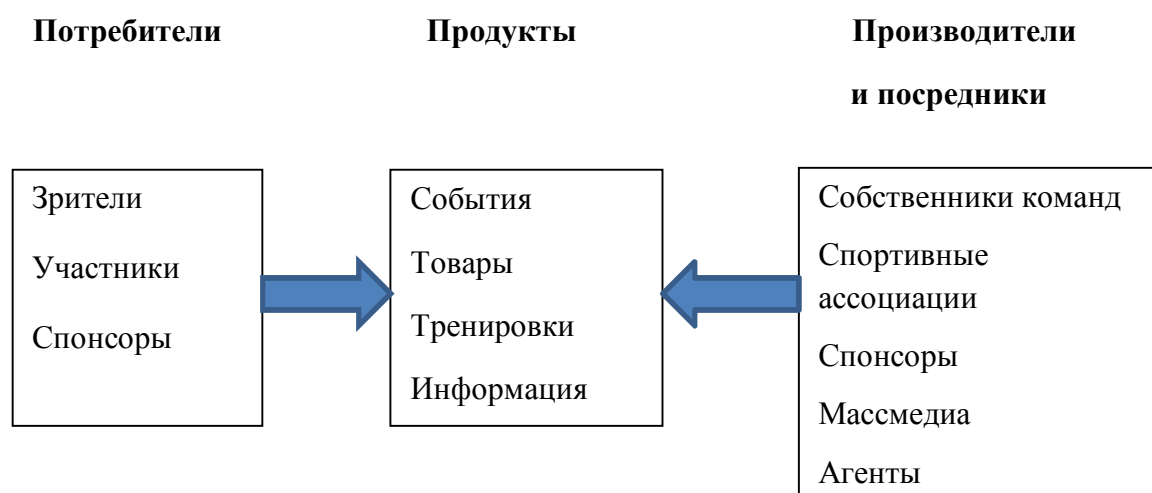 Потребители
Продукты
Производители
и посредники
Зрители
Участники
Спонсоры
События
Товары
Тренировки
Информация
Собственники команд
Спортивные
ассоциации
Спонсоры
Массмедиа
Агенты